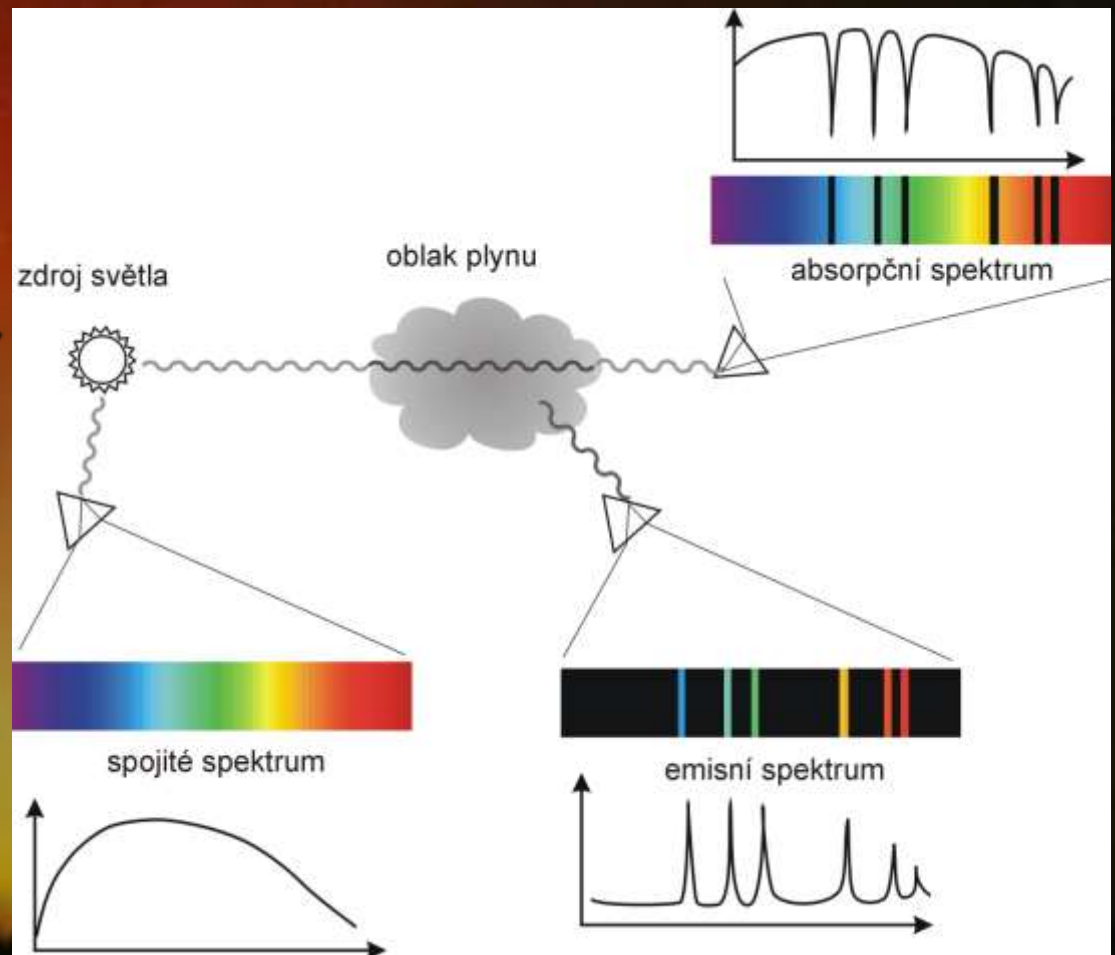 zdroj světla
oblak plynu
absorpční spektrum
spojité spektrum
emisní spektrum